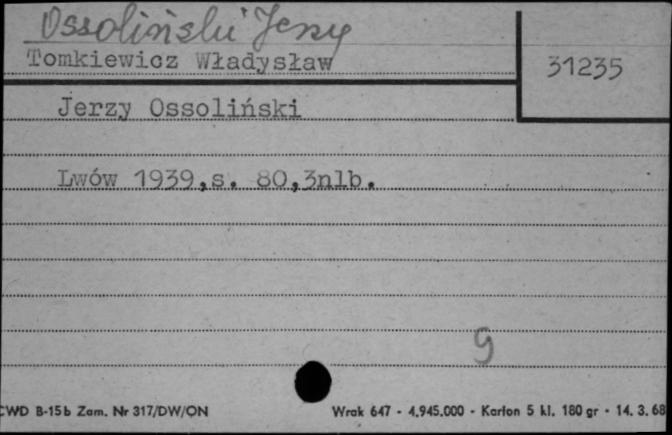 Ossoliński Jerzy
Tomkiewicz Władysław
31235
Jerzy Ossoliński
Lwów 1939,s. 80,3nlb.
9
CWD B-15b Zam. Nr 317/DW/ON
Wrak 647 - 4.945.000 - Karton 5 kl. 180 gr - 14. 3. 68